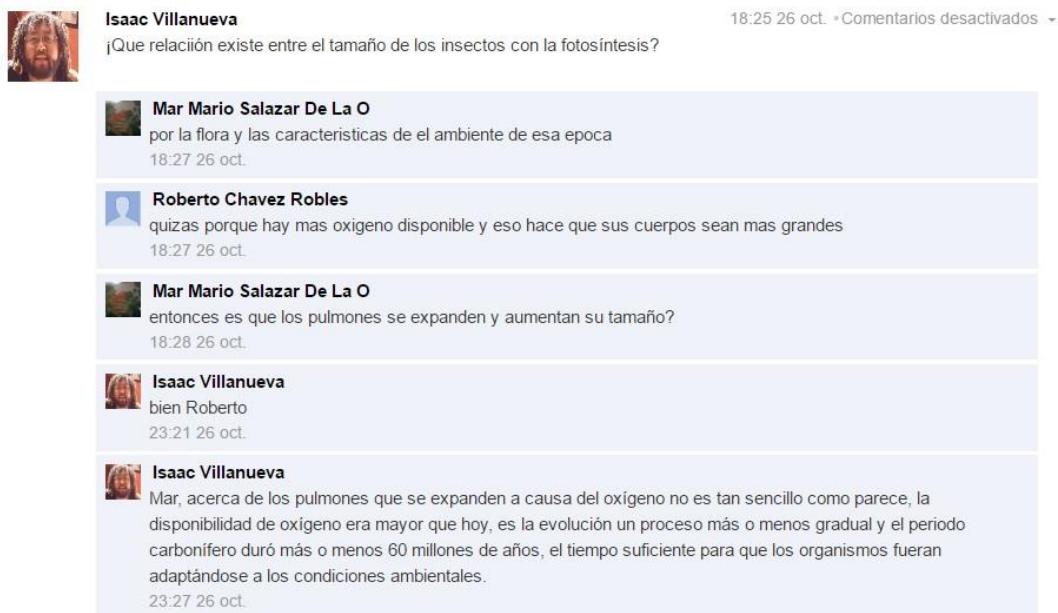 Isaac Villanueva
18:25 26 oct. • Comentarios desactivados
¡Que relaciión existe entre el tamaño de los insectos con la fotosíntesis?
Mar Mario Salazar De La O
por la flora y las caracteristicas de el ambiente de esa epoca
18:27 26 oct.
Roberto Chavez Robles
quizas porque hay mas oxigeno disponible y eso hace que sus cuerpos sean mas grandes
18:27 26 oct.
Mar Mario Salazar De La O
entonces es que los pulmones se expanden y aumentan su tamaño?
18:28 26 oct.
Isaac Villanueva
bien Roberto
23:21 26 oct.
Isaac Villanueva
Mar, acerca de los pulmones que se expanden a causa del oxígeno no es tan sencillo como parece, la
disponibilidad de oxígeno era mayor que hoy, es la evolución un proceso más o menos gradual y el periodo
carbonífero duró más o menos 60 millones de años, el tiempo suficiente para que los organismos fueran
adaptándose a los condiciones ambientales.
23:27 26 oct.